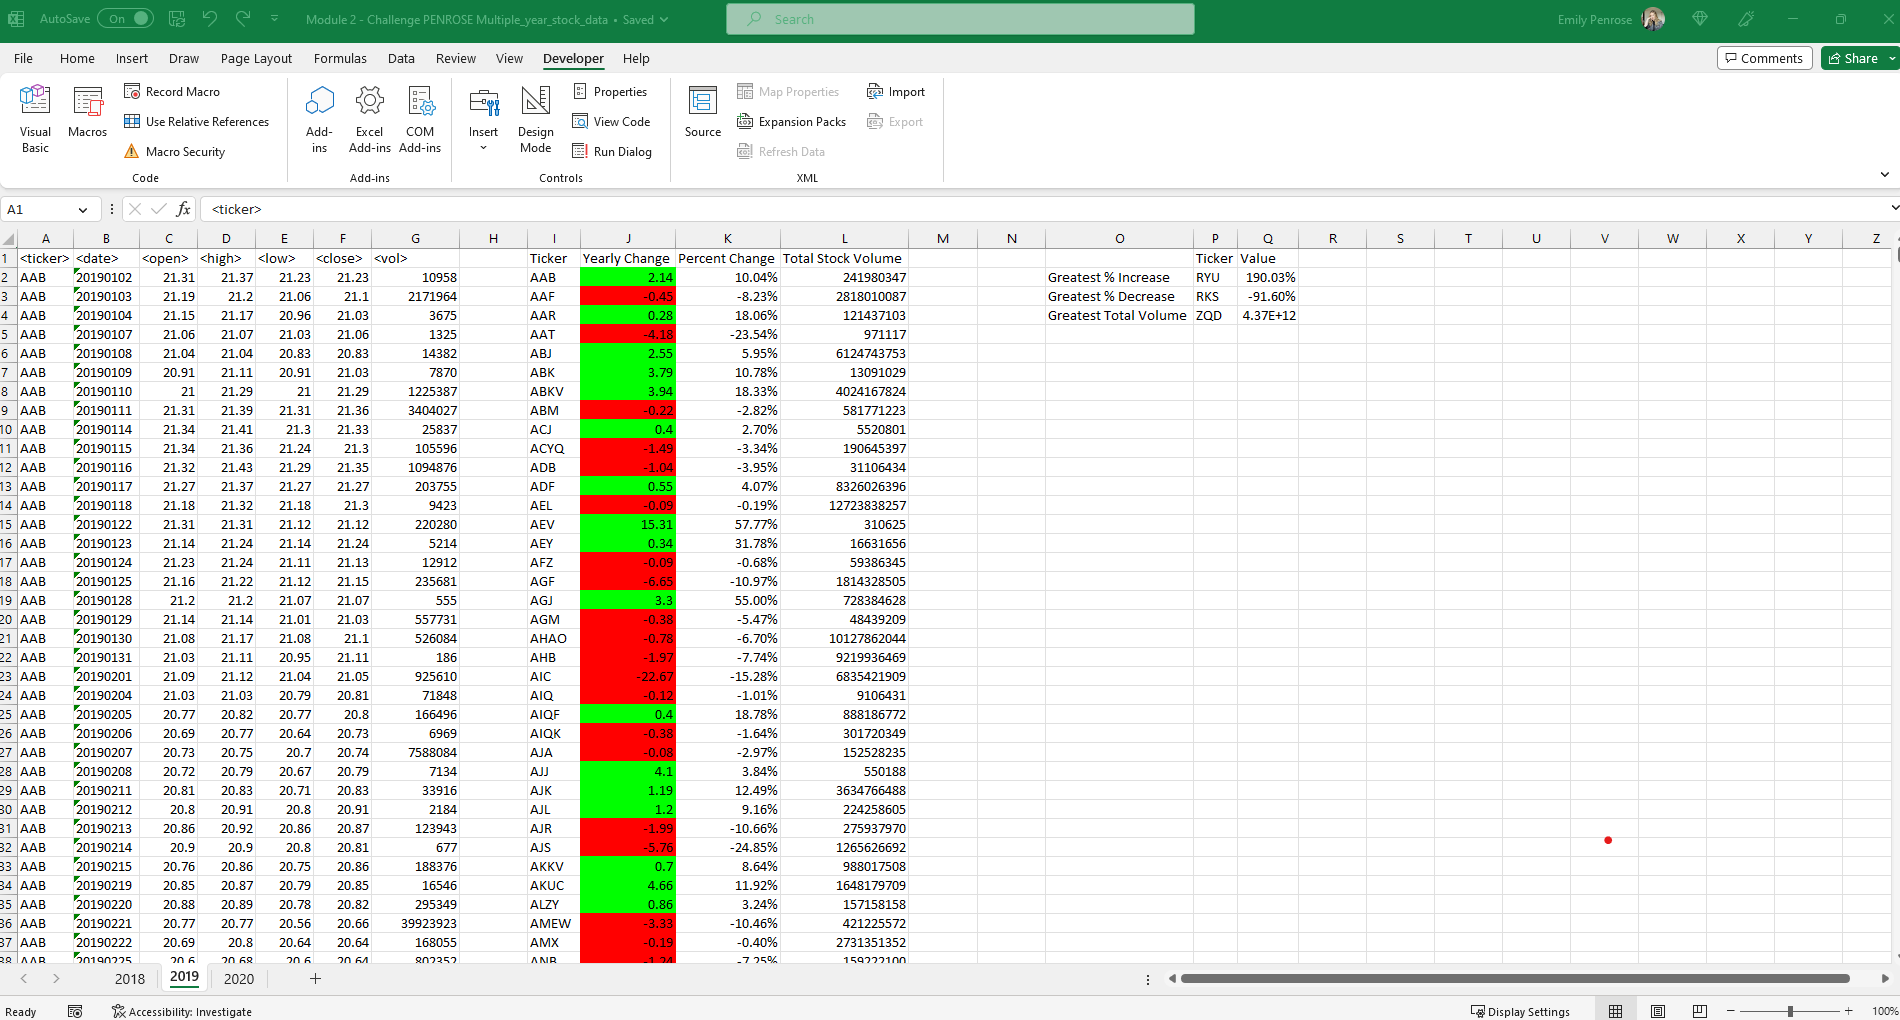 AutoSave On Module 2 - Challenge PENROSE Multiple_year_stock_data • Saved Search Emily Penrose
File Home Insert Draw Page Layout Formulas Data Review View Developer Help Comments Share
Visual Basic
Macros
Record Macro
Use Relative References
Macro Security
Code
Add-ins
Excel Add-ins
COM Add-ins
Add-ins
Insert
Design Mode
Properties
View Code
Run Dialog
Controls
Source
Map Properties
Expansion Packs
Refresh Data
Import
Export
XML
A1 fx <ticker>
A B C D E F G H I J K L M N O P Q R S T U V W X Y Z
1 <ticker> <date> <open> <high> <low> <close> <vol> Ticker Yearly Change Percent Change Total Stock Volume Ticker Value
2 AAB 20190102 21.31 21.37 21.23 21.23 10958 AAB 2.14 10.04% 241980347 Greatest % Increase RYU 190.03%
3 AAB 20190103 21.19 21.2 21.06 21.1 2171964 AAF -0.45 -8.23% 2818010087 Greatest % Decrease RKS -91.60%
4 AAB 20190104 21.15 21.17 20.96 21.03 3675 AAR 0.28 18.06% 121437103 Greatest Total Volume ZQD 4.37E+12
5 AAB 20190107 21.06 21.07 21.03 21.06 1325 AAT -4.18 -23.54% 971117
6 AAB 20190108 21.04 21.04 20.83 20.83 14382 ABJ 2.55 5.95% 6124743753
7 AAB 20190109 20.91 21.11 20.91 21.03 7870 ABK 3.79 10.78% 13091029
8 AAB 20190110 21 21.29 21 21.29 1225387 ABKV 3.94 18.33% 4024167824
9 AAB 20190111 21.31 21.39 21.31 21.36 3404027 ABM -0.22 -2.82% 581771223
10 AAB 20190114 21.34 21.41 21.3 21.33 25837 ACJ 0.4 2.70% 5520801
11 AAB 20190115 21.34 21.36 21.24 21.3 105596 ACYQ -1.49 -3.34% 190645397
12 AAB 20190116 21.32 21.43 21.29 21.35 1094876 ADB -1.04 -3.95% 31106434
13 AAB 20190117 21.27 21.37 21.27 21.27 203755 ADF 0.55 4.07% 8326026396
14 AAB 20190118 21.18 21.32 21.18 21.3 9423 AEL -0.09 -0.19% 12723838257
15 AAB 20190122 21.31 21.31 21.12 21.12 220280 AEV 15.31 57.77% 310625
16 AAB 20190123 21.14 21.24 21.14 21.24 5214 AEY 0.34 31.78% 16631656
17 AAB 20190124 21.23 21.24 21.11 21.13 12912 AFZ -0.09 -0.68% 59386345
18 AAB 20190125 21.16 21.22 21.12 21.15 235681 AGF -6.65 -10.97% 1814328505
19 AAB 20190128 21.2 21.2 21.07 21.07 555 AGJ 3.3 55.00% 728384628
20 AAB 20190129 21.14 21.14 21.01 21.03 557731 AGM -0.38 -5.47% 48439209
21 AAB 20190130 21.08 21.17 21.08 21.1 526084 AHAO -0.78 -6.70% 10127862044
22 AAB 20190131 21.03 21.11 20.95 21.11 186 AHB -1.97 -7.74% 9219936469
23 AAB 20190201 21.09 21.12 21.04 21.05 925610 AIC -22.67 -15.28% 6835421909
24 AAB 20190204 21.03 21.03 20.79 20.81 71848 AIQ -0.12 -1.01% 9106431
25 AAB 20190205 20.77 20.82 20.77 20.8 166496 AIQF 0.4 18.78% 888186772
26 AAB 20190206 20.69 20.77 20.64 20.73 6969 AIQK -0.38 -1.64% 301720349
27 AAB 20190207 20.73 20.75 20.7 20.74 7588084 AJA -0.08 -2.97% 152528235
28 AAB 20190208 20.72 20.79 20.67 20.79 7134 AJJ 4.1 3.84% 550188
29 AAB 20190211 20.81 20.83 20.71 20.83 33916 AJK 1.19 12.49% 3634766488
30 AAB 20190212 20.8 20.91 20.8 20.91 2184 AJL 1.2 9.16% 224258605
31 AAB 20190213 20.86 20.92 20.86 20.87 123943 AJR -1.99 -10.66% 275937970
32 AAB 20190214 20.9 20.9 20.8 20.81 677 AJS -5.76 -24.85% 1265626692
33 AAB 20190215 20.76 20.86 20.75 20.86 188376 AKKV 0.7 8.64% 988017508
34 AAB 20190219 20.85 20.87 20.79 20.85 16546 AKUC 4.66 11.92% 1648179709
35 AAB 20190220 20.88 20.89 20.78 20.82 295349 ALZY 0.86 3.24% 157158158
36 AAB 20190221 20.77 20.77 20.56 20.66 39923923 AMEW -3.33 -10.46% 421225572
37 AAB 20190222 20.69 20.8 20.64 20.64 168055 AMX -0.19 -0.40% 2731351352
38 AAB 20190225 20.6 20.68 20.6 20.64 802352 ANB -1.24 -7.25% 159222100
2018 2019 2020 +
Ready Accessibility: Investigate Display Settings 100%